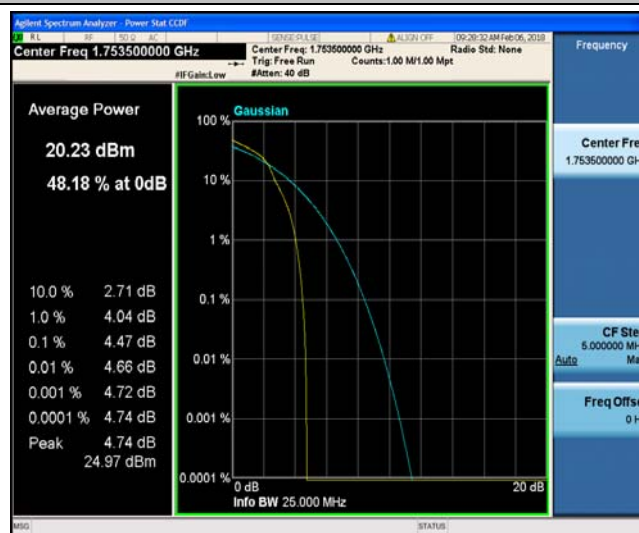 Agilent Spectrum Analyzer - Power Stat CCDF
RL RF 50 Ω AC SENSE:PULSE ALIGN OFF 09:28:32 AM Feb 06, 2018
Center Freq 1.753500000 GHz
Center Freq: 1.753500000 GHz Radio Std: None
Trig: Free Run Counts:1.00 M/1.00 Mpt
#IFGain:Low #Atten: 40 dB
Frequency
Average Power
20.23 dBm
48.18 % at 0dB
10.0 % 2.71 dB
1.0 % 4.04 dB
0.1 % 4.47 dB
0.01 % 4.66 dB
0.001 % 4.72 dB
0.0001 % 4.74 dB
Peak 4.74 dB
24.97 dBm
Gaussian
100 %
10 %
1 %
0.1 %
0.01 %
0.001 %
0.0001 %
0 dB 20 dB
Info BW 25.000 MHz
Center Fre
1.753500000 GH
CF Ste
5.000000 MH
Auto Ma
Freq Offs
0 H
MSG STATUS